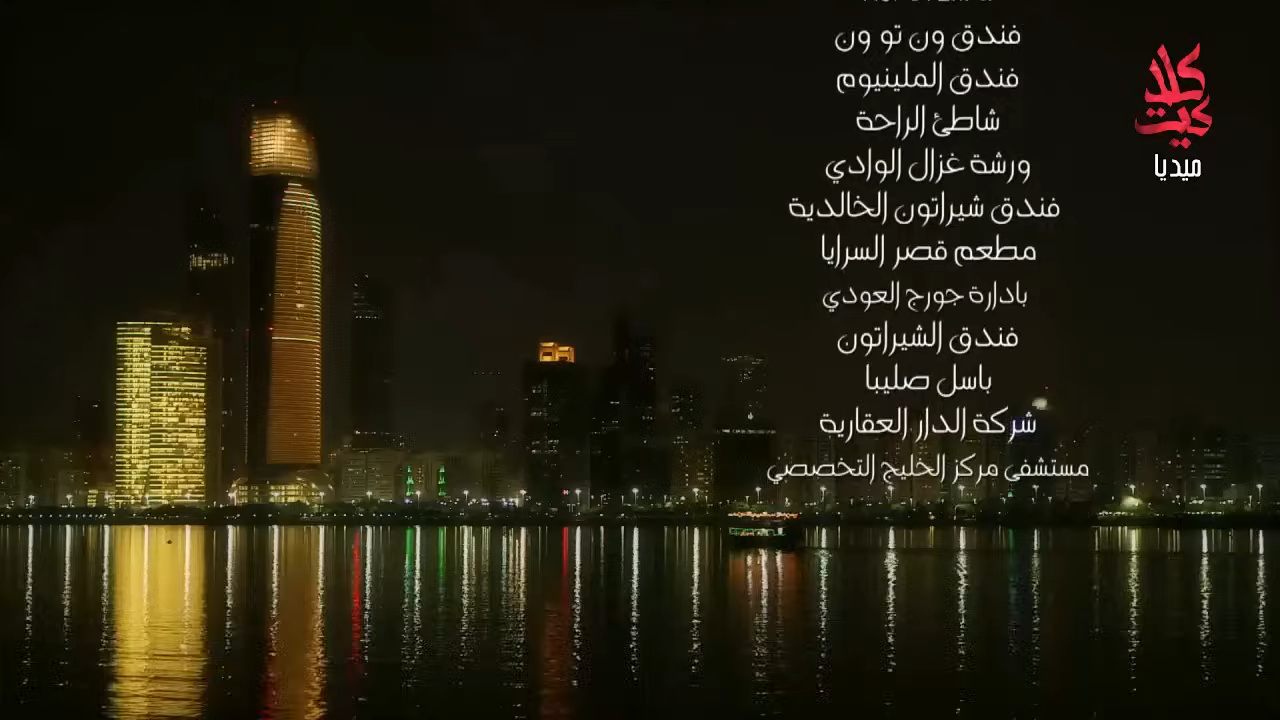 فندق ون تو ون
فندق الملينيوم
شاطئ الراحة
ورشة غزال الوادي
فندق شيراتون الخالدية
مطعم قصر السرايا
بادارة جورج العودي
فندق الشيراتون
باسل صليبا
شركة الدار العقارية
مستشفى مركز الخليج التخصصي
كلاكيت
ميديا